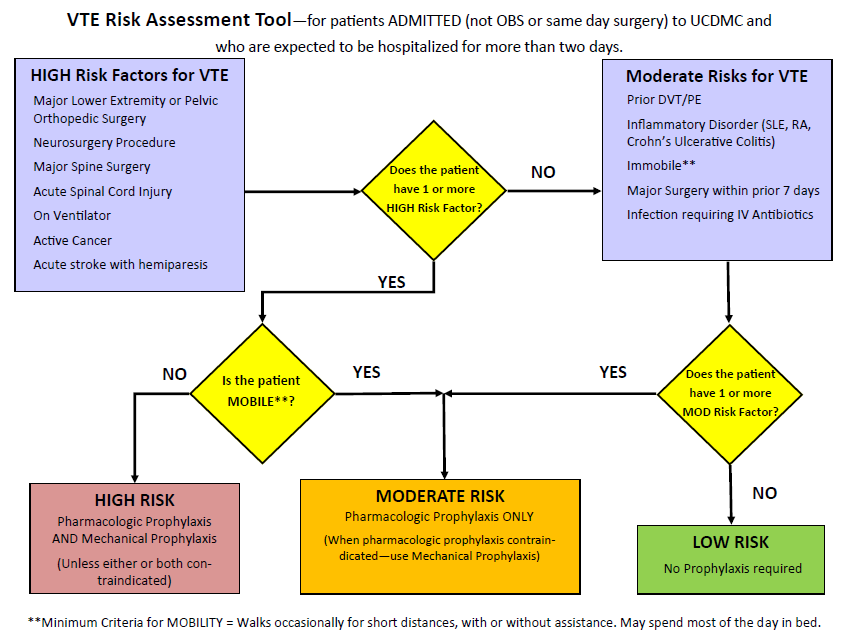 VTE Risk Assessment Tool—for patients ADMITTED (not OBS or same day surgery) to UCDMC and
who are expected to be hospitalized for more than two days.
HIGH Risk Factors for VTE
Major Lower Extremity or Pelvic
Orthopedic Surgery
Neurosurgery Procedure
Major Spine Surgery
Acute Spinal Cord Injury
On Ventilator
Active Cancer
Acute stroke with hemiparesis
Does the patient
have 1 or more
HIGH Risk Factor?
NO
YES
Moderate Risks for VTE
Prior DVT/PE
Inflammatory Disorder (SLE, RA,
Crohn's Ulcerative Colitis)
Immobile**
Major Surgery within prior 7 days
Infection requiring IV Antibiotics
NO
Is the patient
MOBILE**?
YES
YES
Does the patient
have 1 or more
MOD Risk Factor?
NO
HIGH RISK
Pharmacologic Prophylaxis
AND Mechanical Prophylaxis
(Unless either or both con-
traindicated)
MODERATE RISK
Pharmacologic Prophylaxis ONLY
(When pharmacologic prophylaxis contrain-
dicated—use Mechanical Prophylaxis)
LOW RISK
No Prophylaxis required
**Minimum Criteria for MOBILITY = Walks occasionally for short distances, with or without assistance. May spend most of the day in bed.